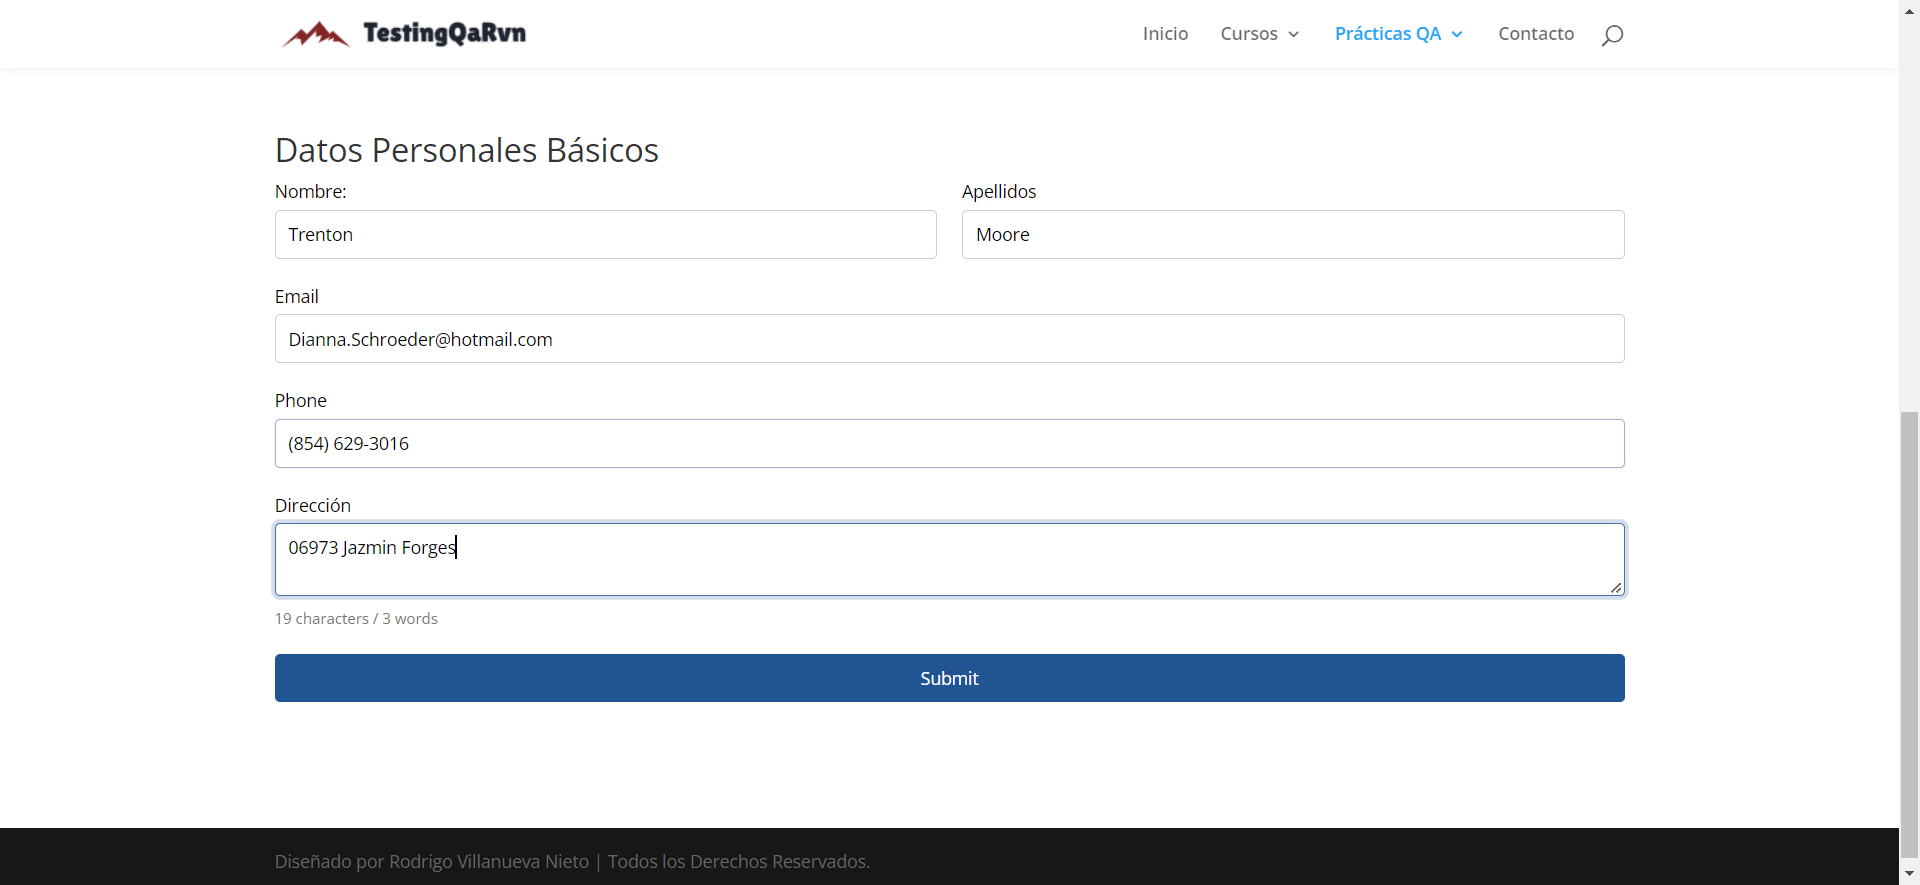 TestingQaRvn
Inicio Cursos Prácticas QA Contacto
Datos Personales Básicos
Nombre: Apellidos
Trenton Moore
Email
Dianna.Schroeder@hotmail.com
Phone
(854) 629-3016
Dirección
06973 Jazmin Forges
19 characters / 3 words
Submit
Diseñado por Rodrigo Villanueva Nieto | Todos los Derechos Reservados.